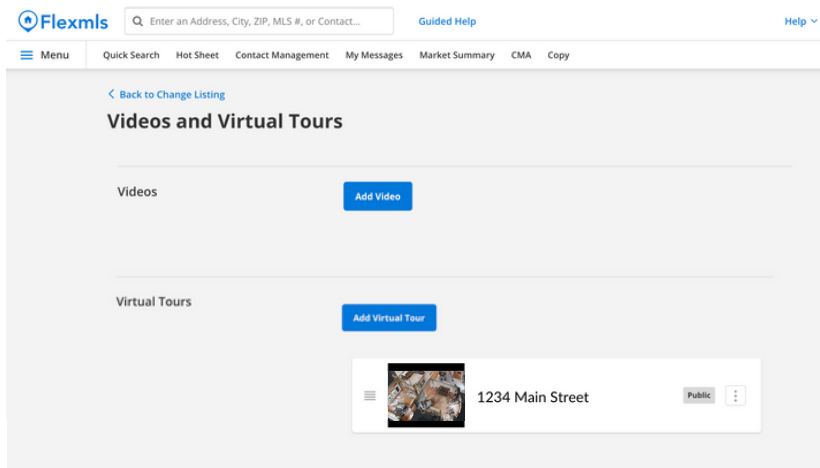 Flexmls
Enter an Address, City, ZIP, MLS #, or Contact...
Guided Help
Help
Menu
Quick Search Hot Sheet Contact Management My Messages Market Summary CMA Copy
Back to Change Listing
Videos and Virtual Tours
Videos
Add Video
Virtual Tours
Add Virtual Tour
1234 Main Street
Public